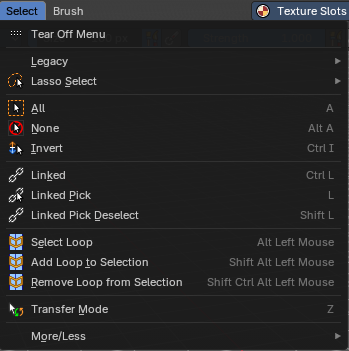 Select Brush Texture Slots
Tear Off Menu
Legacy
Lasso Select
All A
None Alt A
Invert Ctrl I
Linked Ctrl L
Linked Pick L
Linked Pick Deselect Shift L
Select Loop Alt Left Mouse
Add Loop to Selection Shift Alt Left Mouse
Remove Loop from Selection Shift Ctrl Alt Left Mouse
Transfer Mode Z
More/Less